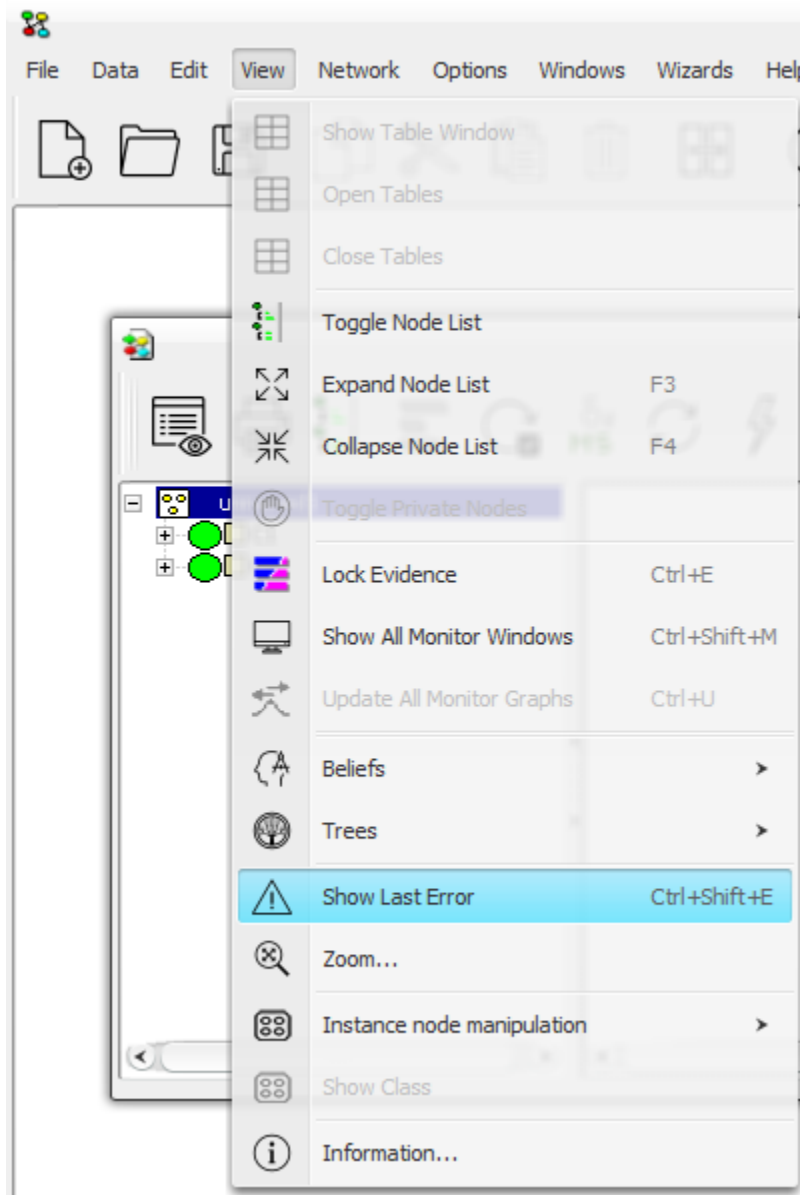 File Data Edit View Network Options Windows Wizards Help
Show Table Window
Open Tables
Close Tables
Toggle Node List
Expand Node List F3
Collapse Node List F4
Toggle Private Nodes
Lock Evidence Ctrl+E
Show All Monitor Windows Ctrl+Shift+M
Update All Monitor Graphs Ctrl+U
Beliefs
Trees
Show Last Error Ctrl+Shift+E
Zoom...
Instance node manipulation
Show Class
Information...